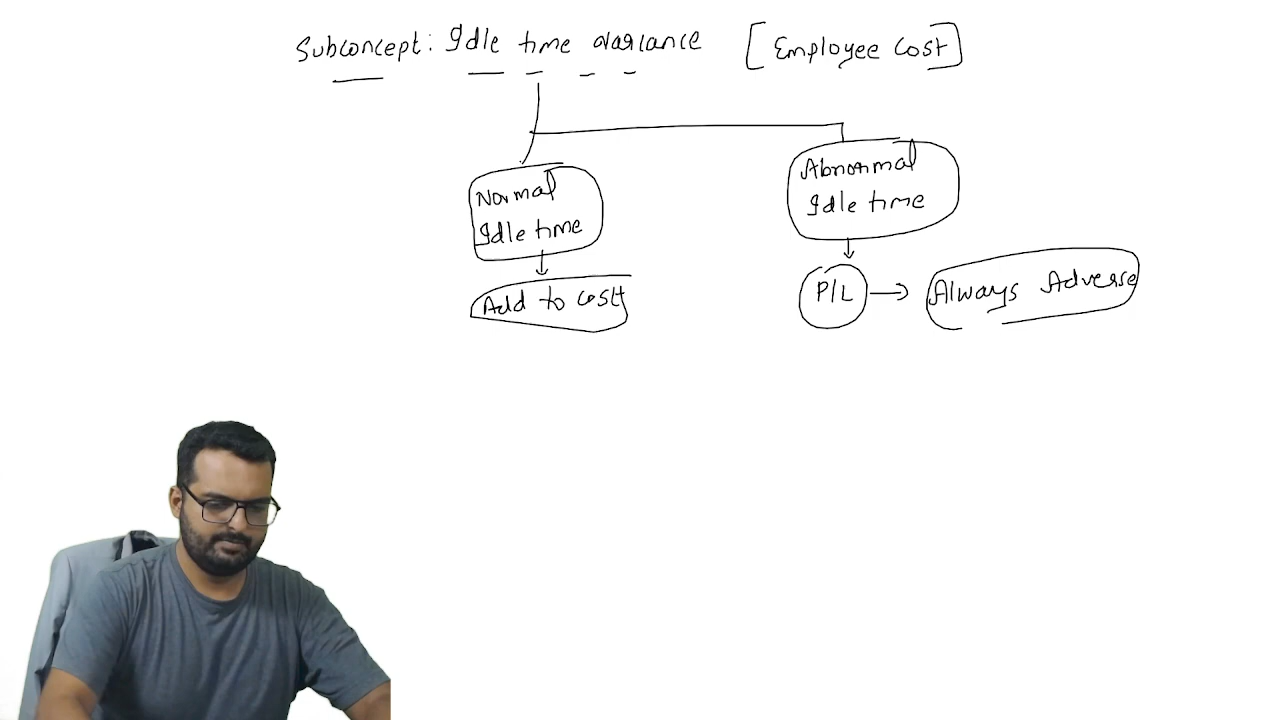 Subconcept: Idle time variance [Employee Cost]
Normal
Idle time
Add to cost
Abnormal
Idle time
P/L → Always Adverse